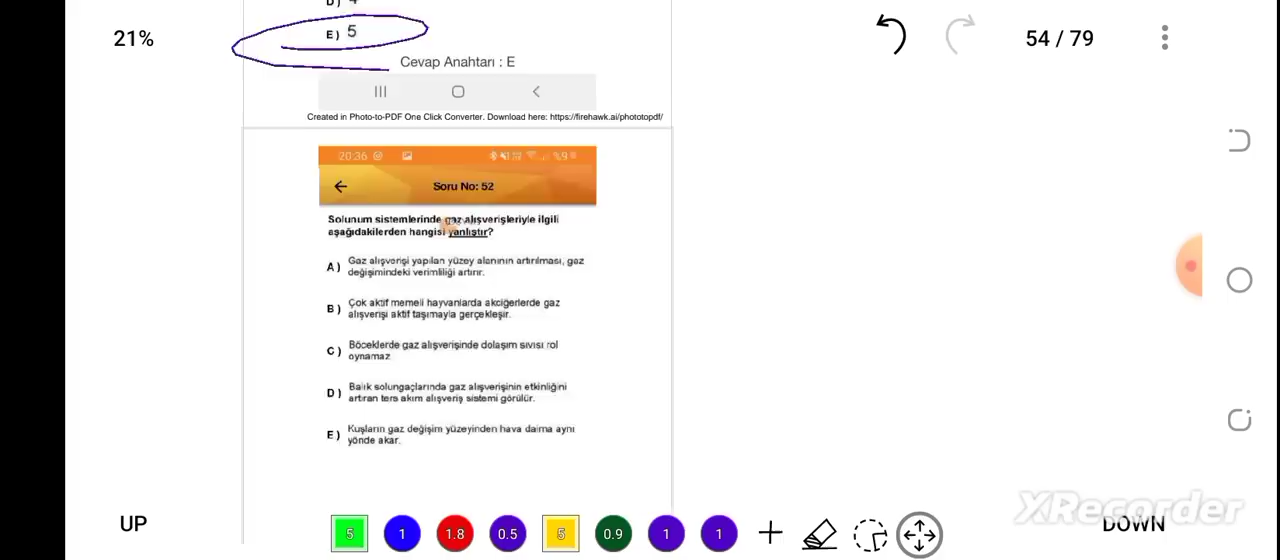 21%
54 / 79
D) 4
E) 5
Cevap Anahtarı : E
Created in Photo-to-PDF One Click Converter. Download here: https://firehawk.ai/phototopdf/
20:36
%9
Soru No: 52
Solunum sistemlerinde gaz alışverişleriyle ilgili
aşağıdakilerden hangisi yanlıştır?
A) Gaz alışverişi yapılan yüzey alanının artırılması, gaz
değişimindeki verimliliği artırır.
B) Çok aktif memeli hayvanlarda akciğerlerde gaz
alışverişi aktif taşımayla gerçekleşir.
C) Böceklerde gaz alışverişinde dolaşım sıvısı rol
oynamaz
D) Balık solungaçlarında gaz alışverişinin etkinliğini
artıran ters akım alışveriş sistemi görülür.
E) Kuşların gaz değişim yüzeyinden hava daima aynı
yönde akar.
XRecorder
UP
5 1 1.8 0.5 5 0.9 1 1
DOWN